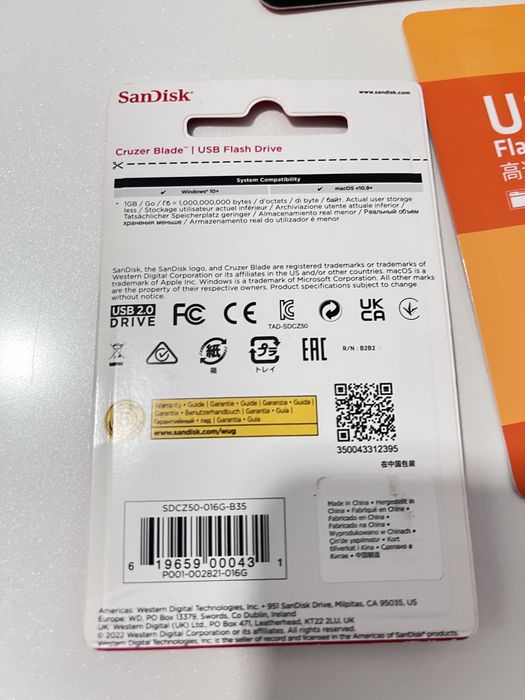 SanDisk
www.sandisk.com
Cruzer Blade™ | USB Flash Drive
System Compatibility
✔ Windows® 10+ ✔ macOS v10.9+
* 1GB / Go / Гб = 1,000,000,000 bytes / d'octets / di byte / байт. Actual user storage
less / Stockage utilisateur actuel inférieur / Archiviazione utente attuale inferior /
Tatsächlicher Speicherplatz geringer / Almacenamiento real menor / Реальный объем
хранения меньше / Armazenamento real do utilizador é menor
SanDisk, the SanDisk logo, and Cruzer Blade are registered trademarks or trademarks of
Western Digital Corporation or its affiliates in the US and/or other countries. macOS is a
trademark of Apple Inc. Windows is a trademark of Microsoft Corporation. All other marks
are the property of their respective owners. Product specifications subject to change
without notice.
USB 2.0
DRIVE
FC
CE
TAD-SDCZ50
UK
CA
紙
箱
プラ
トレイ
EAC
R/N : B2B2
Warranty • Guide | Garantie • Guide | Garanzia • Guida |
Garantie • Benutzerhandbuch | Garantía • Guía |
Гарантийный • гид | Garantia • Guia
www.sandisk.com/wug
350043312395
在中国包装
SDCZ50-016G-B35
6 19659 00043 1
P001-002821-016G
Made in China • Hergestellt in
China • Fabriqué en Chine •
Fabricado en China •
Fabricado na China •
Wyprodukowano w Chinach •
Çin'de yapılmıştır • Kort
tillverkat i Kina • Сделано в
Китае • 中国制造
Americas: Western Digital Technologies, Inc. • 951 SanDisk Drive, Milpitas, CA 95035, US
Europe: WD, PO Box 13379, Swords, Co Dublin, Ireland
UK: Western Digital (UK) Ltd., PO Box 471, Leatherhead, KT22 2LU, UK
© 2022 Western Digital Corporation or its affiliates. All rights reserved.
Western Digital Technologies, Inc. is the seller of record and licensee in the Americas of SanDisk® products.